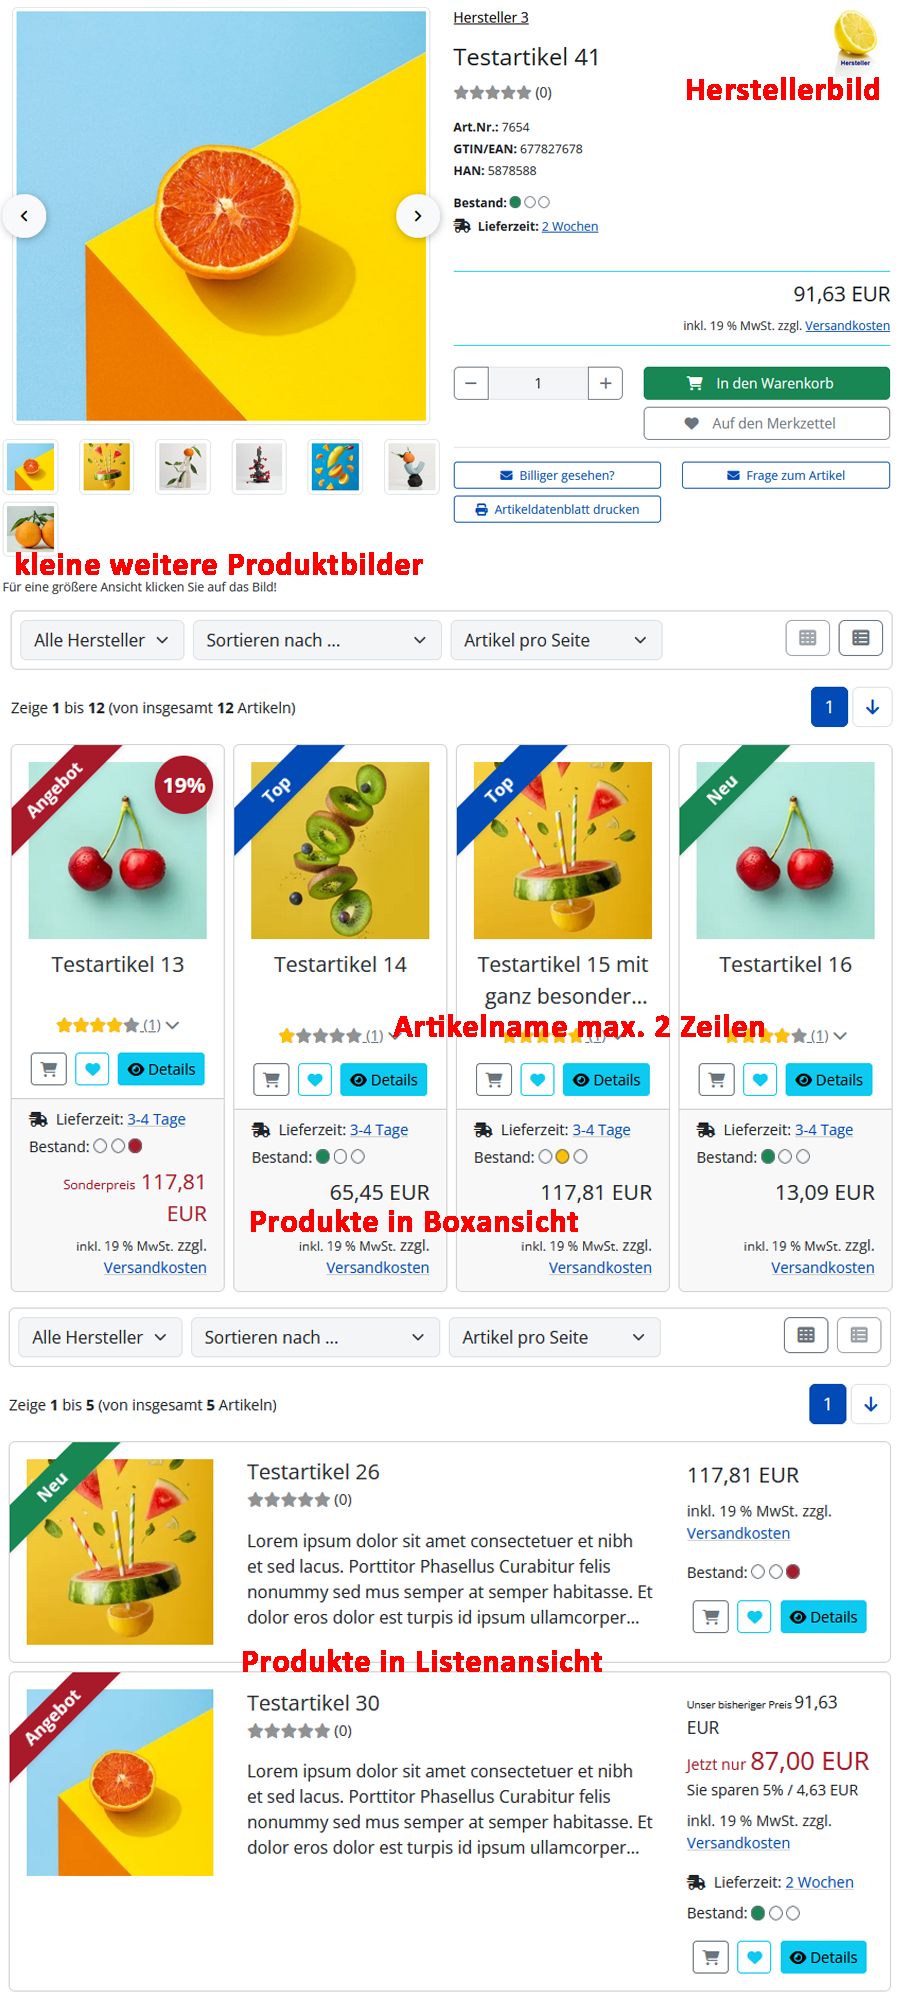 Hersteller 3
Hersteller
Testartikel 41
Herstellerbild
(0)
Art.Nr.: 7654
GTIN/EAN: 677827678
HAN: 5878588
Bestand:
Lieferzeit: 2 Wochen
91,63 EUR
inkl. 19 % MwSt. zzgl. Versandkosten
1
In den Warenkorb
Auf den Merkzettel
Billiger gesehen?
Frage zum Artikel
Artikeldatenblatt drucken
kleine weitere Produktbilder
Für eine größere Ansicht klicken Sie auf das Bild!
Alle Hersteller
Sortieren nach ...
Artikel pro Seite
Zeige 1 bis 12 (von insgesamt 12 Artikeln)
1
Angebot
19%
Testartikel 13
(1)
Details
Lieferzeit: 3-4 Tage
Bestand:
Sonderpreis 117,81
EUR
inkl. 19 % MwSt. zzgl.
Versandkosten
Top
Testartikel 14
(1)
Details
Lieferzeit: 3-4 Tage
Bestand:
65,45 EUR
inkl. 19 % MwSt. zzgl.
Versandkosten
Top
Testartikel 15 mit
ganz besonder...
(1)
Details
Lieferzeit: 3-4 Tage
Bestand:
117,81 EUR
inkl. 19 % MwSt. zzgl.
Versandkosten
Neu
Testartikel 16
(1)
Details
Lieferzeit: 3-4 Tage
Bestand:
13,09 EUR
inkl. 19 % MwSt. zzgl.
Versandkosten
Artikelname max. 2 Zeilen
Produkte in Boxansicht
Alle Hersteller
Sortieren nach ...
Artikel pro Seite
Zeige 1 bis 5 (von insgesamt 5 Artikeln)
1
Neu
Testartikel 26
(0)
Lorem ipsum dolor sit amet consectetuer et nibh
et sed lacus. Porttitor Phasellus Curabitur felis
nonummy sed mus semper at semper habitasse. Et
dolor eros dolor est turpis id ipsum ullamcorper...
117,81 EUR
inkl. 19 % MwSt. zzgl.
Versandkosten
Bestand:
Details
Produkte in Listenansicht
Angebot
Testartikel 30
(0)
Lorem ipsum dolor sit amet consectetuer et nibh
et sed lacus. Porttitor Phasellus Curabitur felis
nonummy sed mus semper at semper habitasse. Et
dolor eros dolor est turpis id ipsum ullamcorper...
Unser bisheriger Preis 91,63
EUR
Jetzt nur 87,00 EUR
Sie sparen 5% / 4,63 EUR
inkl. 19 % MwSt. zzgl.
Versandkosten
Lieferzeit: 2 Wochen
Bestand:
Details